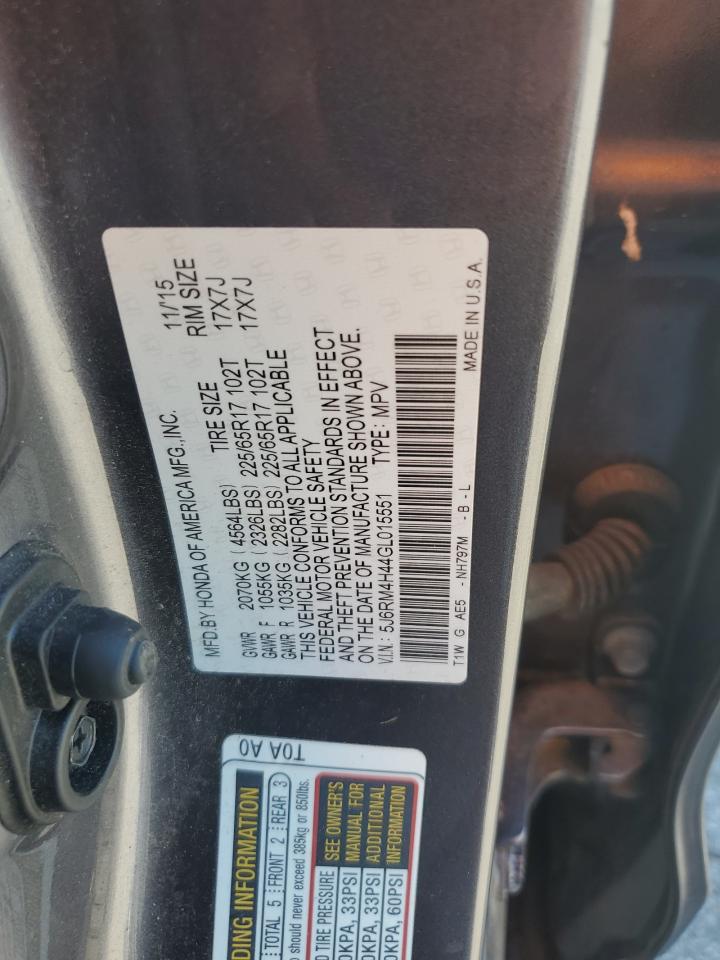 MFD.BY HONDA OF AMERICA MFG.,INC. 11/'15
TIRE SIZE RIM SIZE
GVWR 2070KG (4564LBS)
GAWR F 1055KG (2326LBS) 225/65R17 102T 17X7J
GAWR R 1035KG (2282LBS) 225/65R17 102T 17X7J
THIS VEHICLE CONFORMS TO ALL APPLICABLE
FEDERAL MOTOR VEHICLE SAFETY
AND THEFT PREVENTION STANDARDS IN EFFECT
ON THE DATE OF MANUFACTURE SHOWN ABOVE.
V.I.N.: 5J6RM4H44GL015551 TYPE: MPV
T1W G AE5 - NH797M - B - L MADE IN U.S.A.
T0A A0
DING INFORMATION
TOTAL 5 FRONT 2 REAR 3
should never exceed 385kg or 850lbs.
D TIRE PRESSURE
0KPA, 33PSI
0KPA, 33PSI
0KPA, 60PSI
SEE OWNER'S
MANUAL FOR
ADDITIONAL
INFORMATION